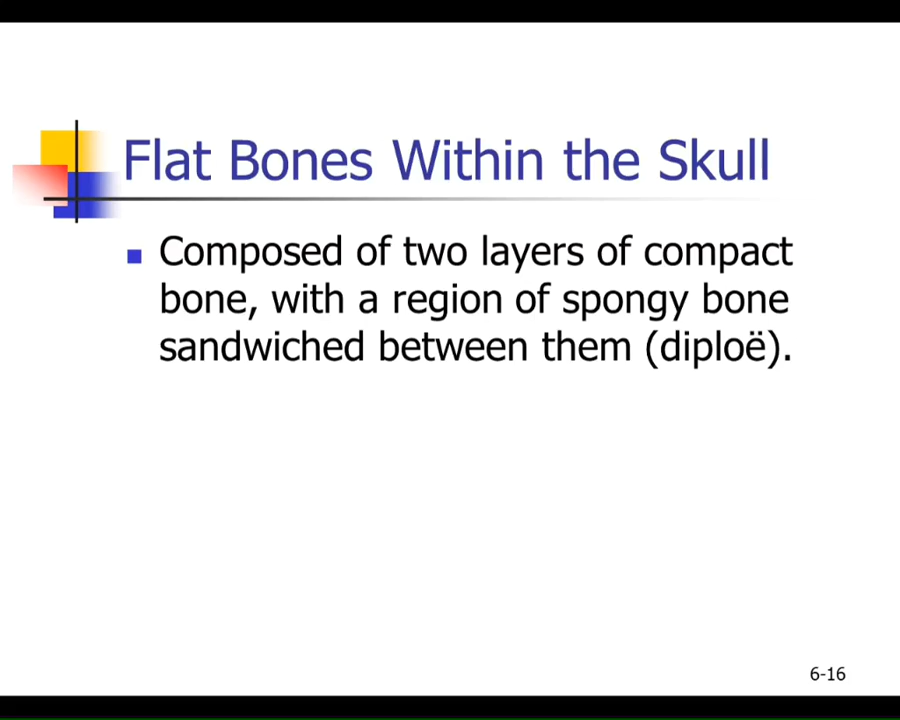 Flat Bones Within the Skull
Composed of two layers of compact
bone, with a region of spongy bone
sandwiched between them (diploë).
6-16